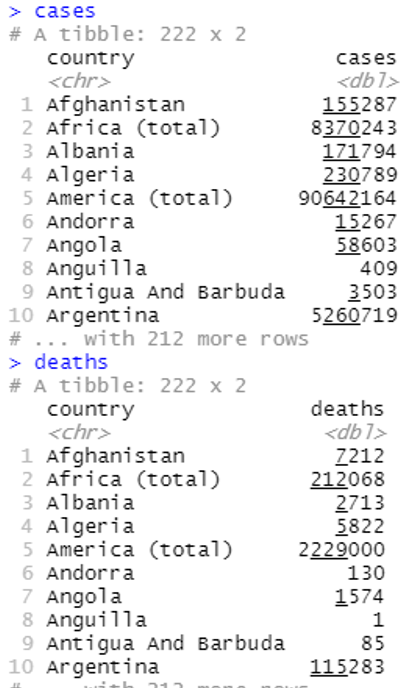 > cases
# A tibble: 222 x 2
country cases
<chr> <dbl>
1 Afghanistan 155287
2 Africa (total) 8370243
3 Albania 171794
4 Algeria 230789
5 America (total) 90642164
6 Andorra 15267
7 Angola 58603
8 Anguilla 409
9 Antigua And Barbuda 3503
10 Argentina 5260719
# ... with 212 more rows
> deaths
# A tibble: 222 x 2
country deaths
<chr> <dbl>
1 Afghanistan 7212
2 Africa (total) 212068
3 Albania 2713
4 Algeria 5822
5 America (total) 2229000
6 Andorra 130
7 Angola 1574
8 Anguilla 1
9 Antigua And Barbuda 85
10 Argentina 115283
# ... with 212 more rows